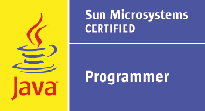 Sun Microsystems
CERTIFIED
Programmer
Java